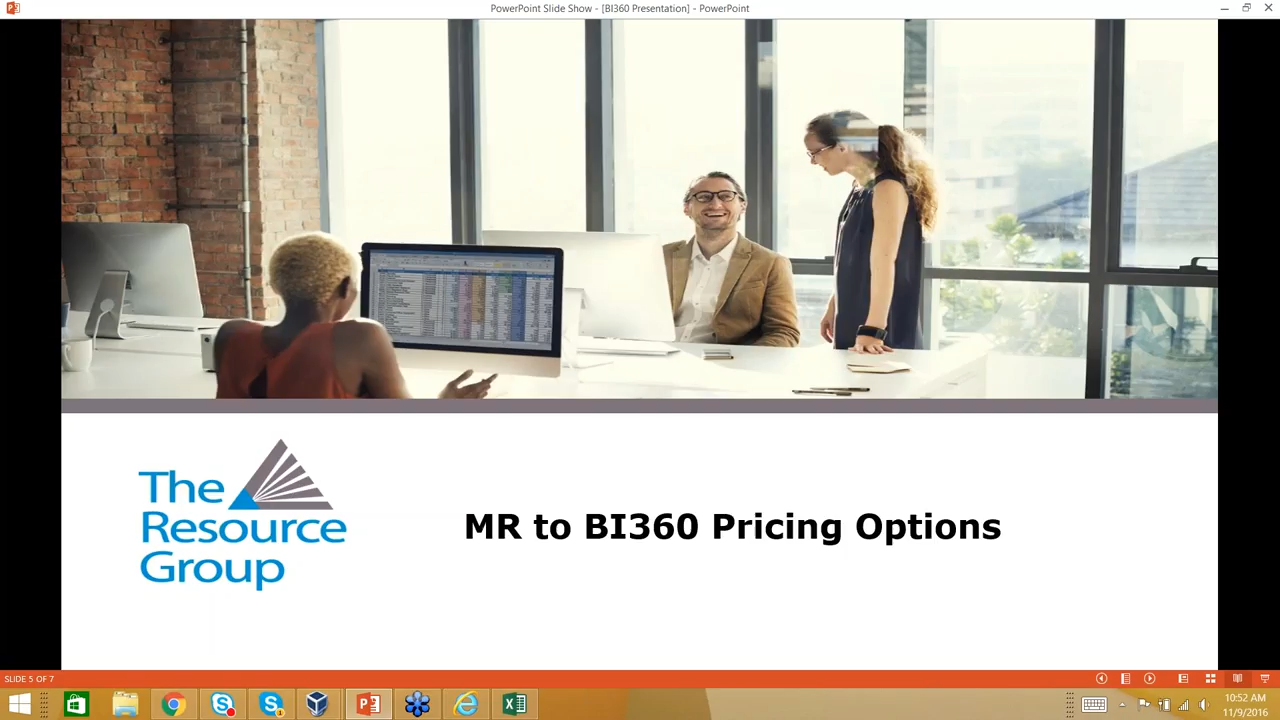 PowerPoint Slide Show - [BI360 Presentation] - PowerPoint
The
Resource
Group
MR to BI360 Pricing Options
SLIDE 5 OF 7
10:52 AM
11/9/2016